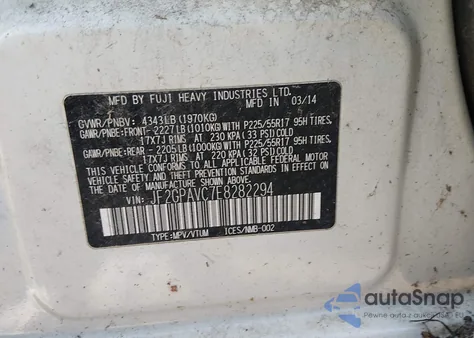 MFD BY FUJI HEAVY INDUSTRIES LTD.
MFD IN 03/14
GVWR/PNBV: 4343LB(1970KG)
GAWR/PNBE:FRONT- 2227LB(1010KG)WITH P225/55R17 95H TIRES.
17X7J RIMS AT 230 KPA(33 PSI)COLD
GAWR/PNBE:REAR - 2205LB(1000KG)WITH P225/55R17 95H TIRES.
17X7J RIMS AT 220 KPA(32 PSI)COLD
THIS VEHICLE CONFORMS TO ALL APPLICABLE
FEDERAL MOTOR VEHICLE SAFETY STANDARDS
IN EFFECT ON THE DATE OF MANUFACTURE
SHOWN ABOVE.
VIN: JF2GPAVC7E8282294
TYPE:MPV/VTUM ICES/NMB-002
autoSnap
Pewne auta z aukcji